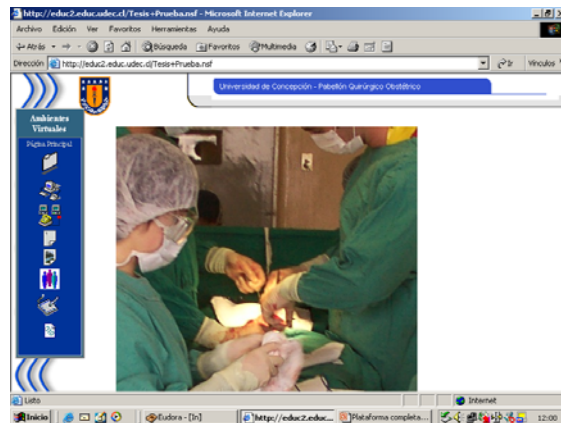 http://educ2.educ.udec.cl/Tesis+Prueba.nsf - Microsoft Internet Explorer
Archivo Edición Ver Favoritos Herramientas Ayuda
Atrás Búsqueda Favoritos Multimedia
Dirección http://educ2.educ.udec.cl/Tesis+Prueba.nsf Ir Vínculos
Universidad de Concepción - Pabellón Quirúrgico Obstétrico
Ambientes
Virtuales
Página Principal
Listo Internet
Inicio Eudora - [In] http://educ2.educ... Plataforma completa... 12:00